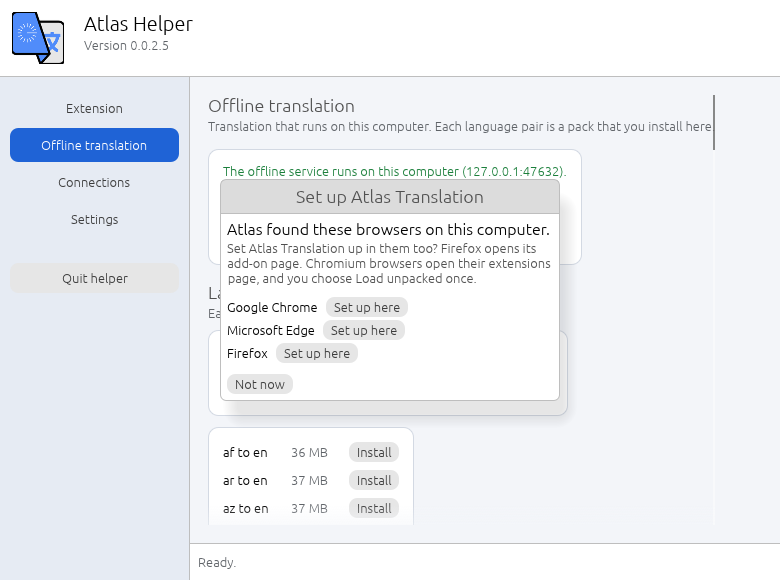 Atlas Helper
Version 0.0.2.5
Extension
Offline translation
Connections
Settings
Quit helper
Offline translation
Translation that runs on this computer. Each language pair is a pack that you install here.
The offline service runs on this computer (127.0.0.1:47632).
Set up Atlas Translation
Atlas found these browsers on this computer.
Set Atlas Translation up in them too? Firefox opens its
add-on page. Chromium browsers open their extensions
page, and you choose Load unpacked once.
Google Chrome Set up here
Microsoft Edge Set up here
Firefox Set up here
Not now
af to en 36 MB Install
ar to en 37 MB Install
az to en 37 MB Install
Ready.